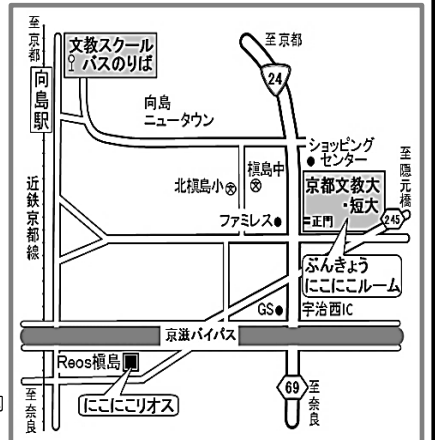 至京都
文教スクール
バスのりば
至京都
24
向島駅
向島
ニュータウン
ショッピング
センター
至隠元橋
槇島中
北槇島小
京都文教大
・短大
245
近鉄京都線
ファミレス
正門
ぶんきょう
にこにこルーム
GS
宇治西IC
京滋バイパス
Reos槇島
にこにこリオス
69
至奈良
至奈良